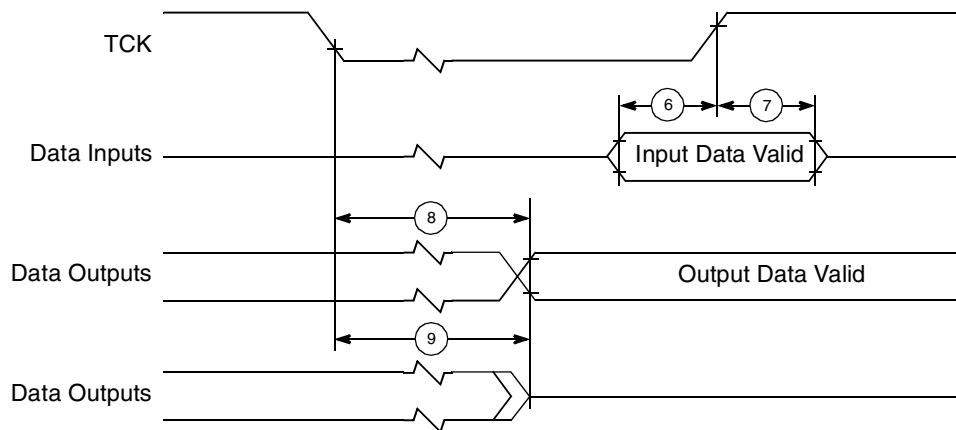 TCK
6
7
Data Inputs
Input Data Valid
8
Data Outputs
Output Data Valid
9
Data Outputs